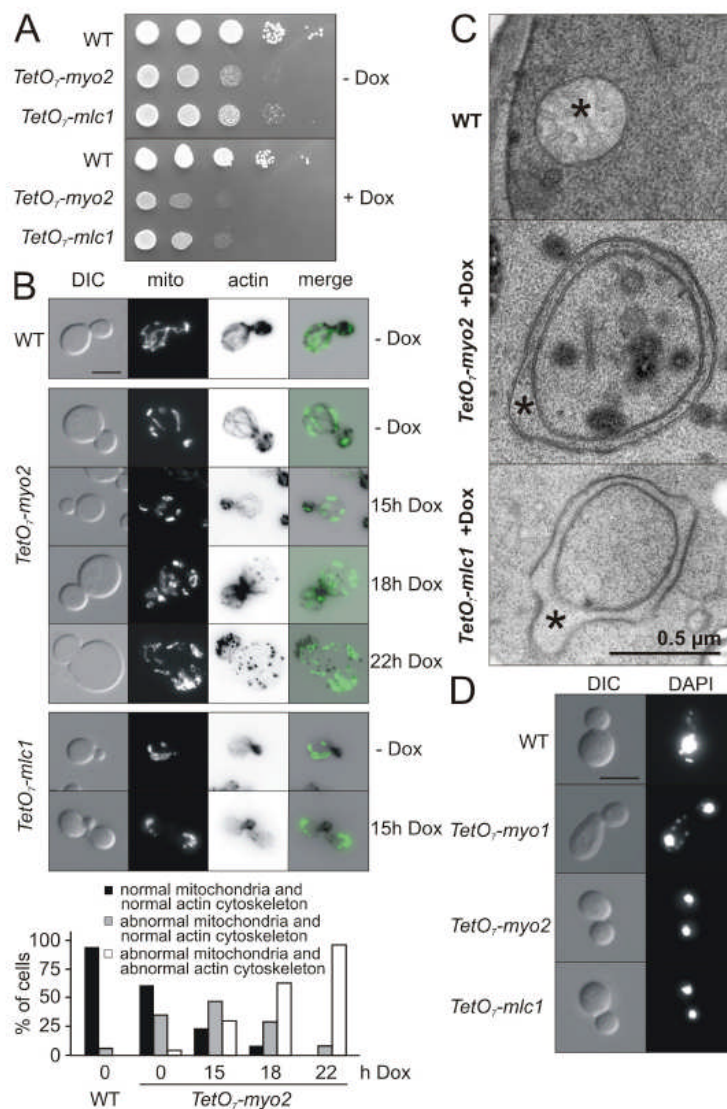 A
WT
TetO₇-myo2
TetO₇-mlc1
- Dox
WT
TetO₇-myo2
TetO₇-mlc1
+ Dox
B
DIC mito actin merge
WT
- Dox
TetO₇-myo2
- Dox
15h Dox
18h Dox
22h Dox
TetO₇-mlc1
- Dox
15h Dox
normal mitochondria and
normal actin cytoskeleton
abnormal mitochondria and
normal actin cytoskeleton
abnormal mitochondria
and abnormal actin cytoskeleton
% of cells
100
75
50
25
0
0 0 15 18 22 h Dox
WT TetO₇-myo2
C
WT
*
TetO₇-myo2 +Dox
*
TetO₇-mlc1 +Dox
*
0.5 µm
D
DIC DAPI
WT
TetO₇-myo1
TetO₇-myo2
TetO₇-mlc1